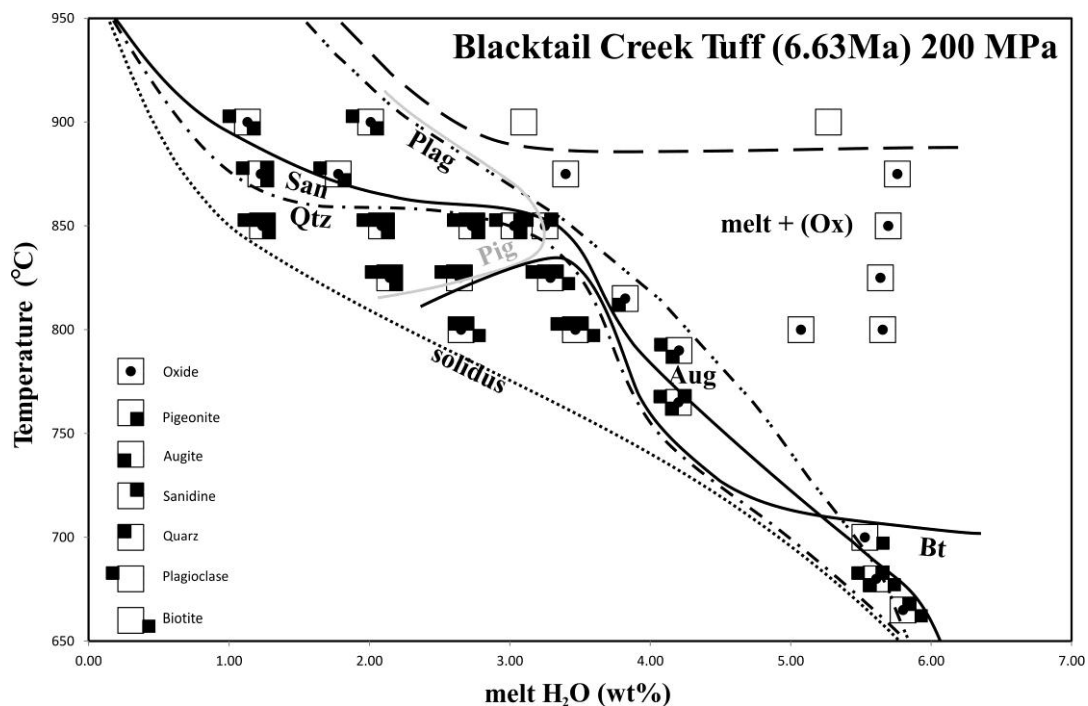 Blacktail Creek Tuff (6.63Ma) 200 MPa
950
900
850
800
750
700
650
Temperature (°C)
Plag
San
Qtz
Pig
melt + (Ox)
solidus
Aug
Bt
Oxide
Pigeonite
Augite
Sanidine
Quarz
Plagioclase
Biotite
0.00 1.00 2.00 3.00 4.00 5.00 6.00 7.00
melt H₂O (wt%)